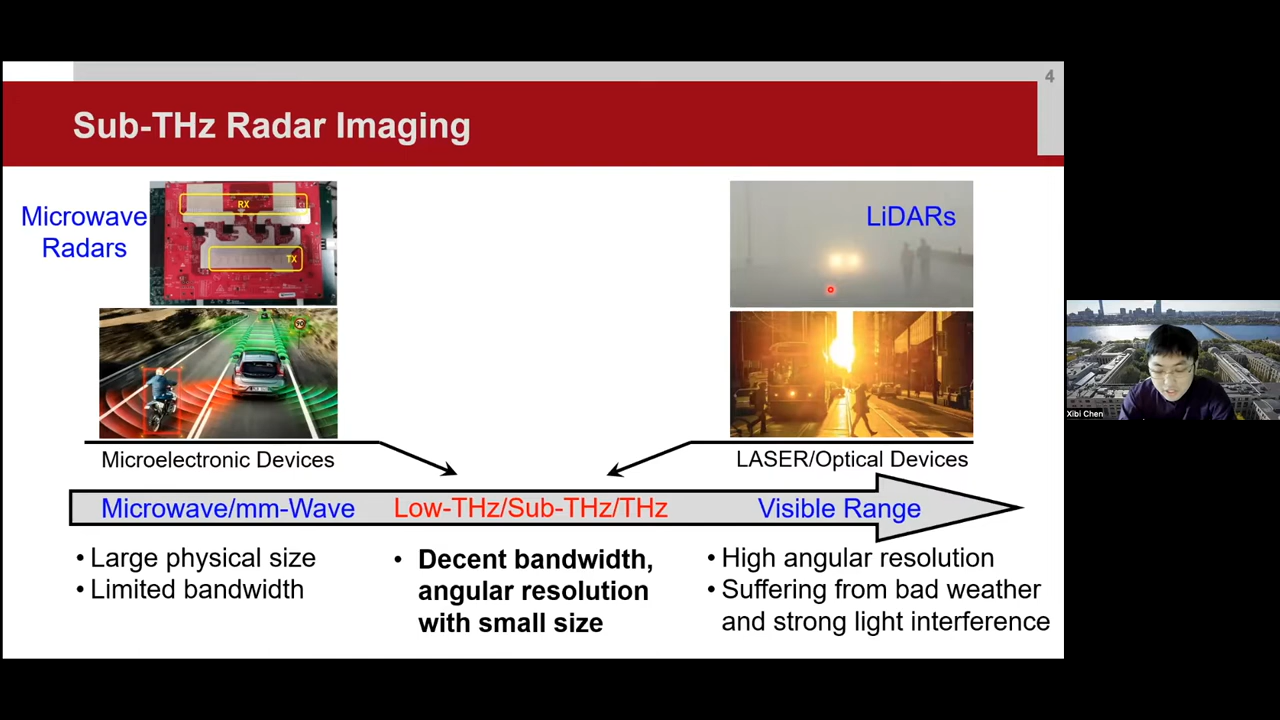 4
Sub-THz Radar Imaging
Microwave
Radars
RX
TX
LiDARs
90
Microelectronic Devices
LASER/Optical Devices
Microwave/mm-Wave
Low-THz/Sub-THz/THz
Visible Range
• Large physical size
• Limited bandwidth
• Decent bandwidth,
angular resolution
with small size
• High angular resolution
• Suffering from bad weather
and strong light interference
Xibi Chen